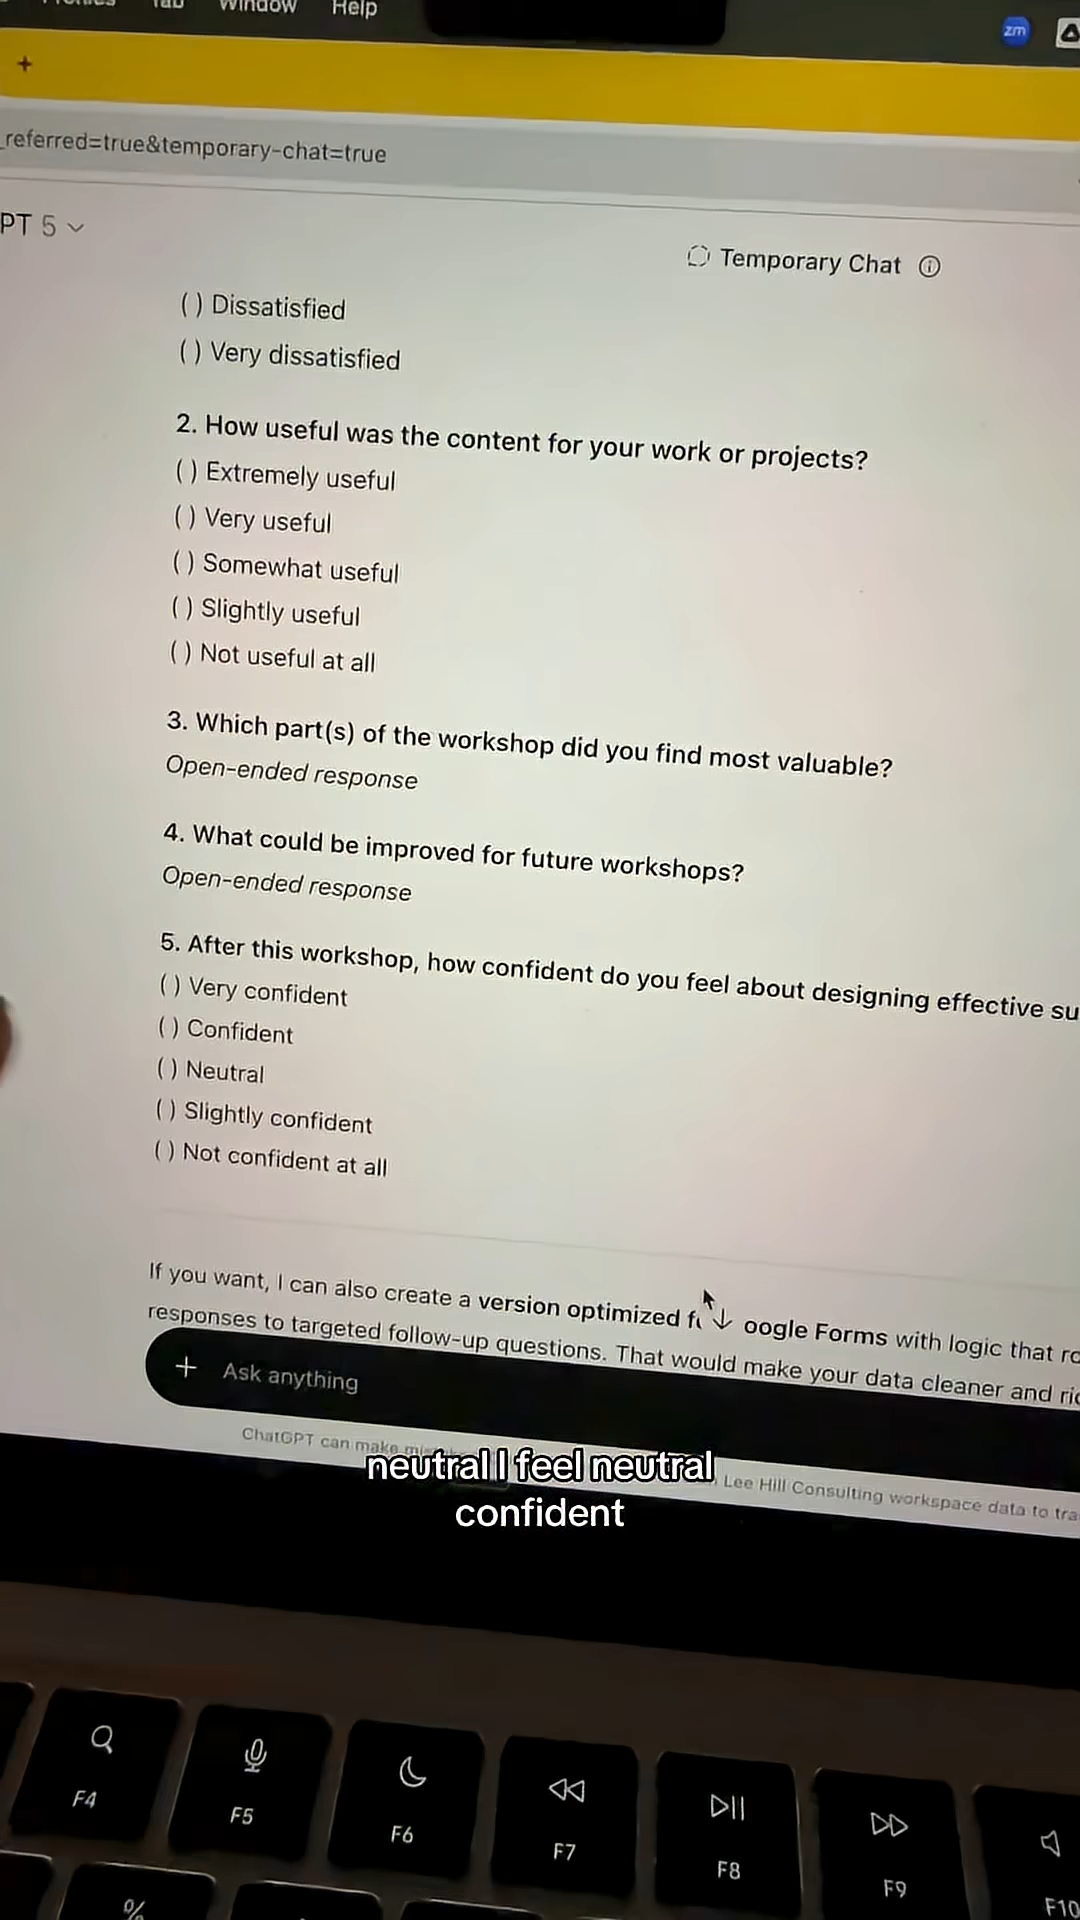 Tab Window Help
zm
+
_referred=true&temporary-chat=true
PT 5
Temporary Chat
( ) Dissatisfied
( ) Very dissatisfied
2. How useful was the content for your work or projects?
( ) Extremely useful
( ) Very useful
( ) Somewhat useful
( ) Slightly useful
( ) Not useful at all
3. Which part(s) of the workshop did you find most valuable?
Open-ended response
4. What could be improved for future workshops?
Open-ended response
5. After this workshop, how confident do you feel about designing effective su
( ) Very confident
( ) Confident
( ) Neutral
( ) Slightly confident
( ) Not confident at all
If you want, I can also create a version optimized f oogle Forms with logic that
responses to targeted follow-up questions. That would make your data cleaner and
+ Ask anything
ChatGPT can make Lee Hill Consulting workspace data to
neutral I feel neutral
confident
F4
F5
F6
F7
F8
F9
F10
%